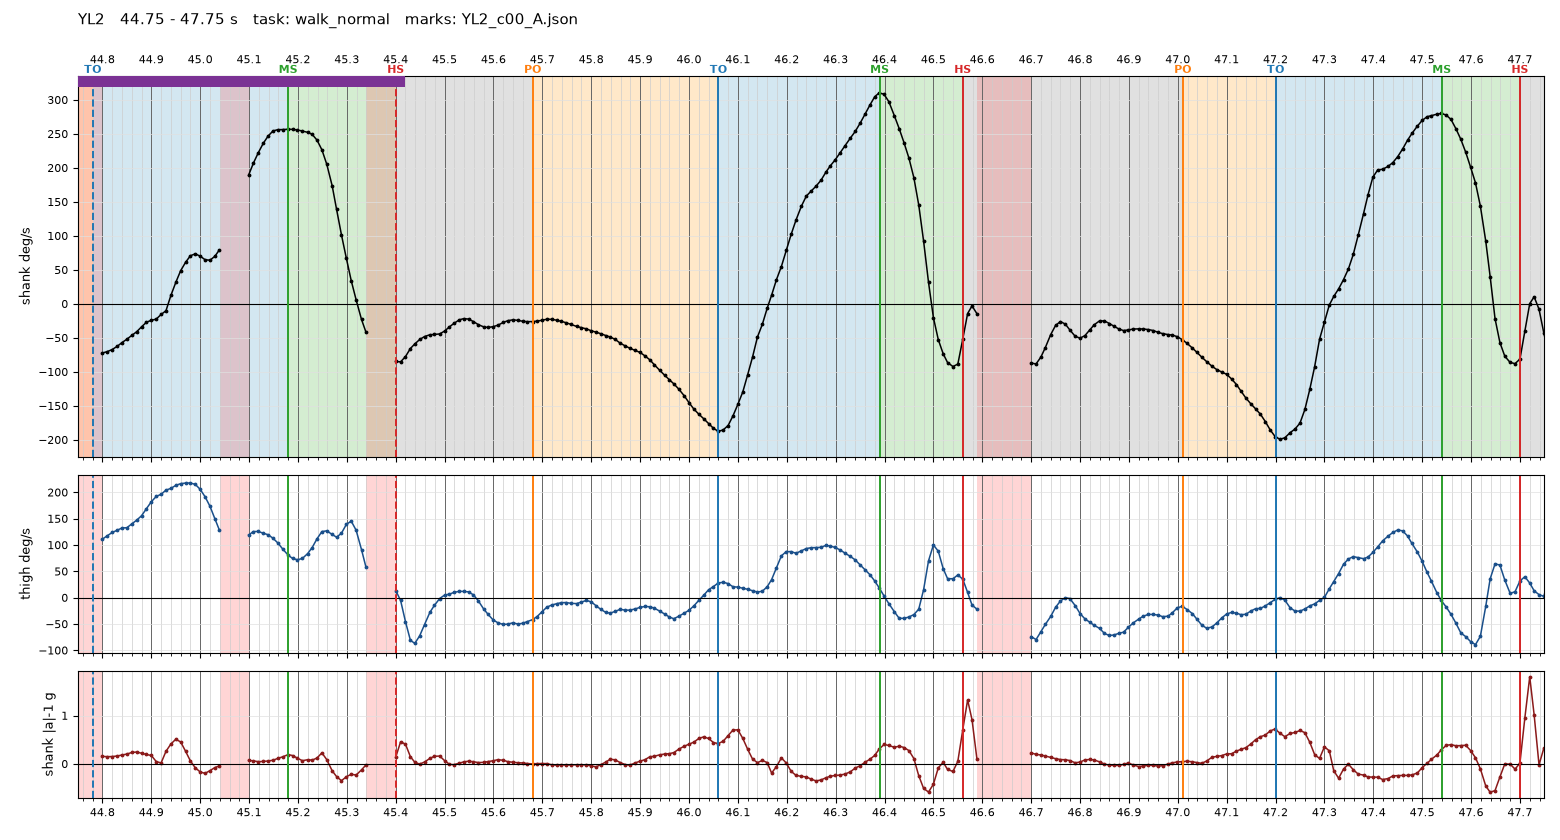 YL2   44.75 - 47.75 s   task: walk_normal   marks: YL2_c00_A.json
44.8 44.9 45.0 45.1 45.2 45.3 45.4 45.5 45.6 45.7 45.8 45.9 46.0 46.1 46.2 46.3 46.4 46.5 46.6 46.7 46.8 46.9 47.0 47.1 47.2 47.3 47.4 47.5 47.6 47.7
TO MS HS PO TO MS HS PO TO MS HS
shank deg/s
300
250
200
150
100
50
0
−50
−100
−150
−200
thigh deg/s
200
150
100
50
0
−50
−100
shank |a|-1 g
1
0
44.8 44.9 45.0 45.1 45.2 45.3 45.4 45.5 45.6 45.7 45.8 45.9 46.0 46.1 46.2 46.3 46.4 46.5 46.6 46.7 46.8 46.9 47.0 47.1 47.2 47.3 47.4 47.5 47.6 47.7